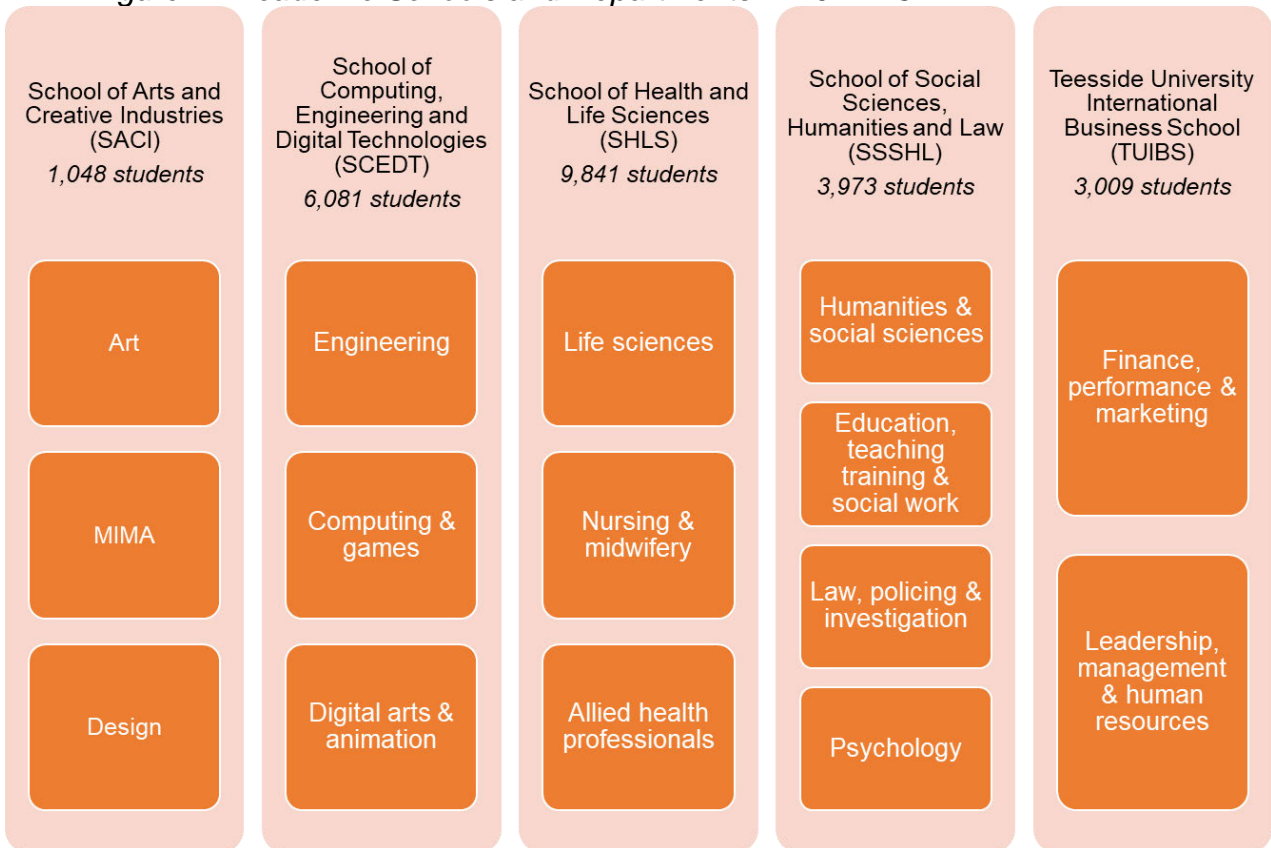 School of Arts and
Creative Industries
(SACI)
1,048 students
Art
MIMA
Design
School of
Computing,
Engineering and
Digital Technologies
(SCEDT)
6,081 students
Engineering
Computing &
games
Digital arts &
animation
School of Health and
Life Sciences
(SHLS)
9,841 students
Life sciences
Nursing &
midwifery
Allied health
professionals
School of Social
Sciences,
Humanities and Law
(SSSHL)
3,973 students
Humanities &
social sciences
Education,
teaching
training &
social work
Law, policing &
investigation
Psychology
Teesside University
International
Business School
(TUIBS)
3,009 students
Finance,
performance &
marketing
Leadership,
management
& human
resources